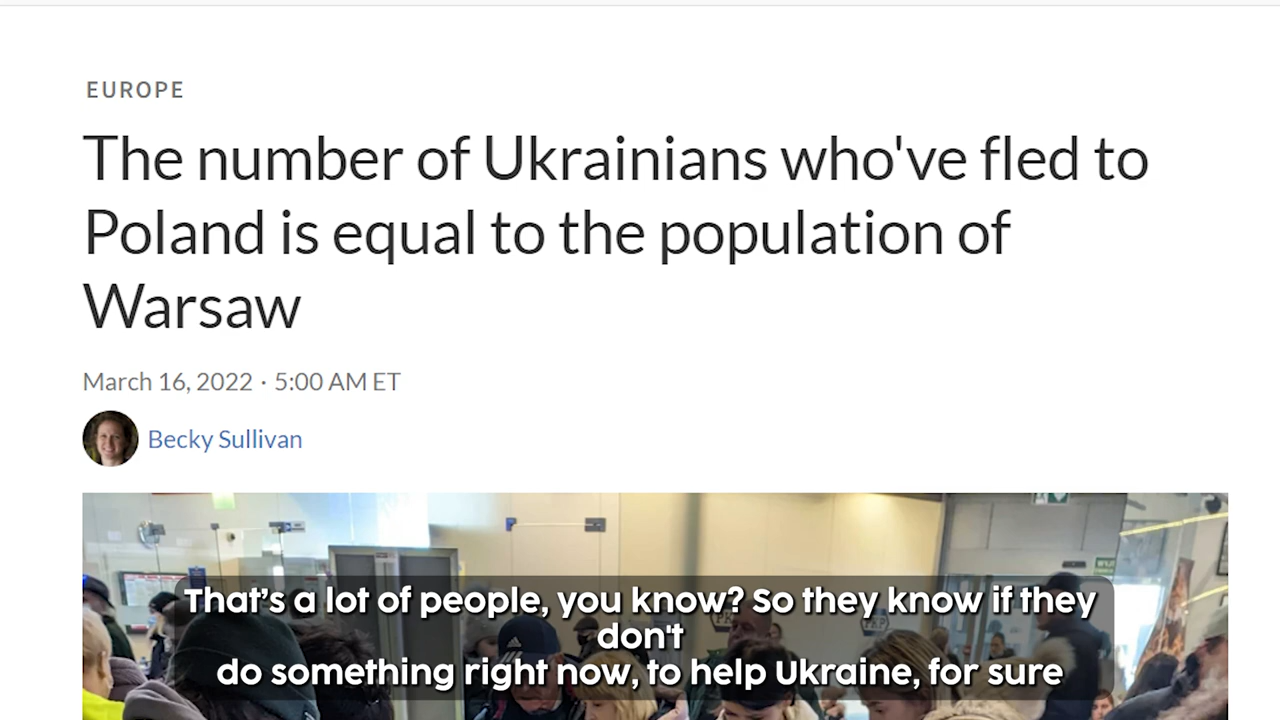 EUROPE
The number of Ukrainians who've fled to
Poland is equal to the population of
Warsaw
March 16, 2022 · 5:00 AM ET
Becky Sullivan
That's a lot of people, you know? So they know if they
don't
do something right now, to help Ukraine, for sure